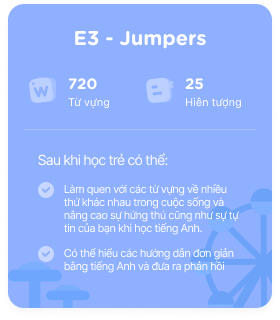 E3 - Jumpers
720
Từ vựng
25
Hiên tượng
Sau khi học trẻ có thể:
Làm quen với các từ vựng về nhiều
thứ khác nhau trong cuộc sống và
nâng cao sự hứng thú cũng như sự tự
tin của bạn khi học tiếng Anh.
Có thể hiểu các hướng dẫn đơn giản
bằng tiếng Anh và đưa ra phản hồi